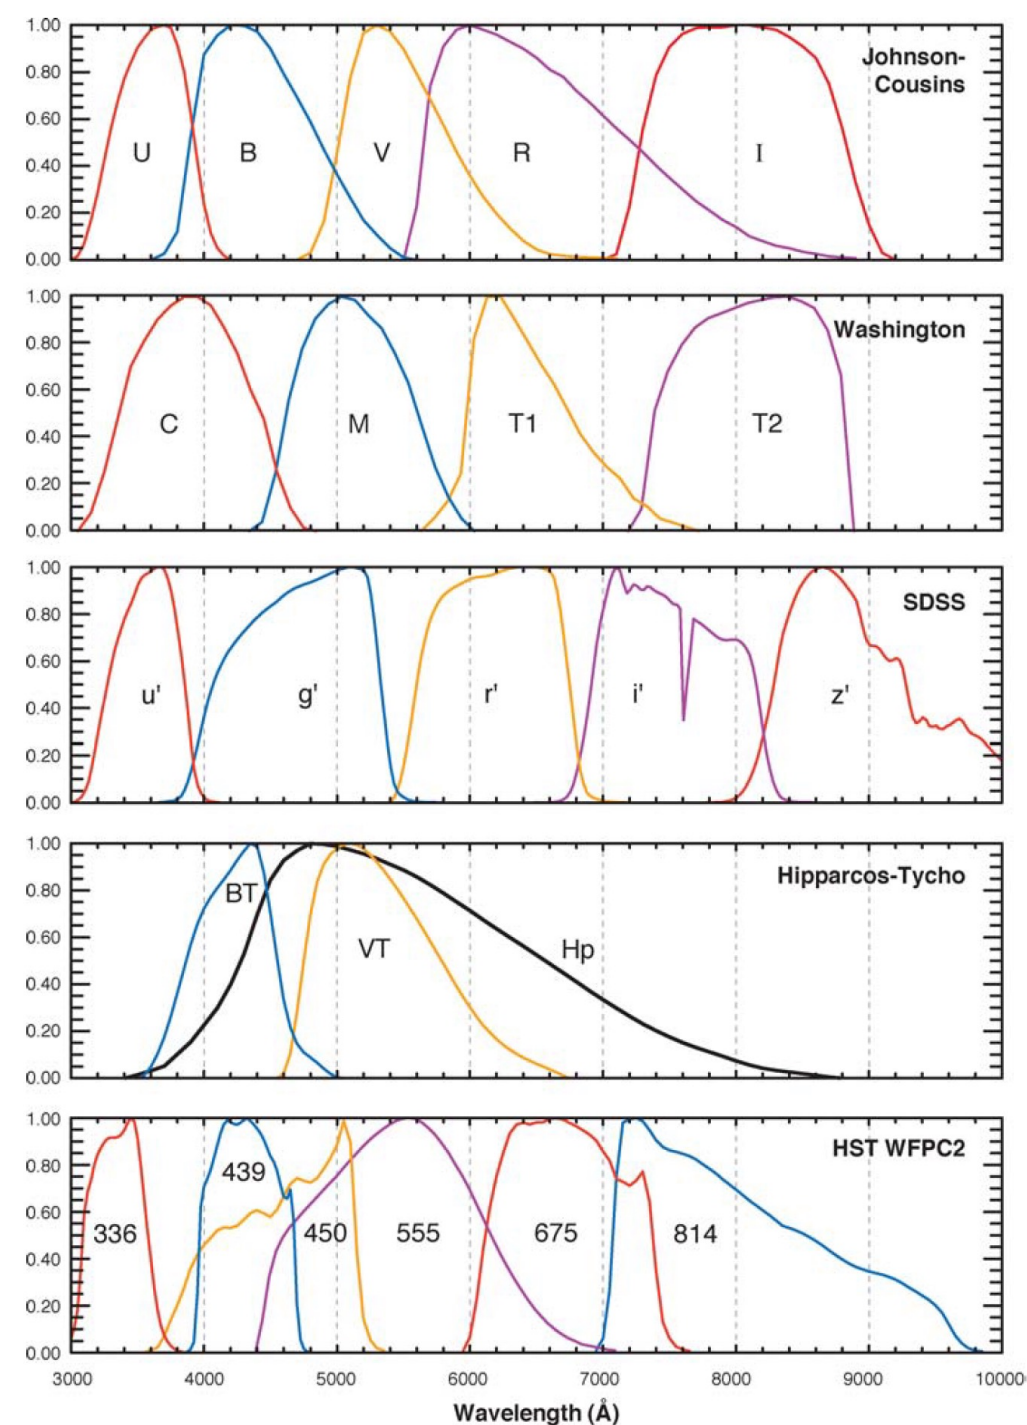 1.00
0.80
0.60
0.40
0.20
0.00
U
B
V
R
I
Johnson-
Cousins
1.00
0.80
0.60
0.40
0.20
0.00
C
M
T1
T2
Washington
1.00
0.80
0.60
0.40
0.20
0.00
u'
g'
r'
i'
z'
SDSS
1.00
0.80
0.60
0.40
0.20
0.00
BT
VT
Hp
Hipparcos-Tycho
1.00
0.80
0.60
0.40
0.20
0.00
336
439
450
555
675
814
HST WFPC2
3000 4000 5000 6000 7000 8000 9000 10000
Wavelength (Å)